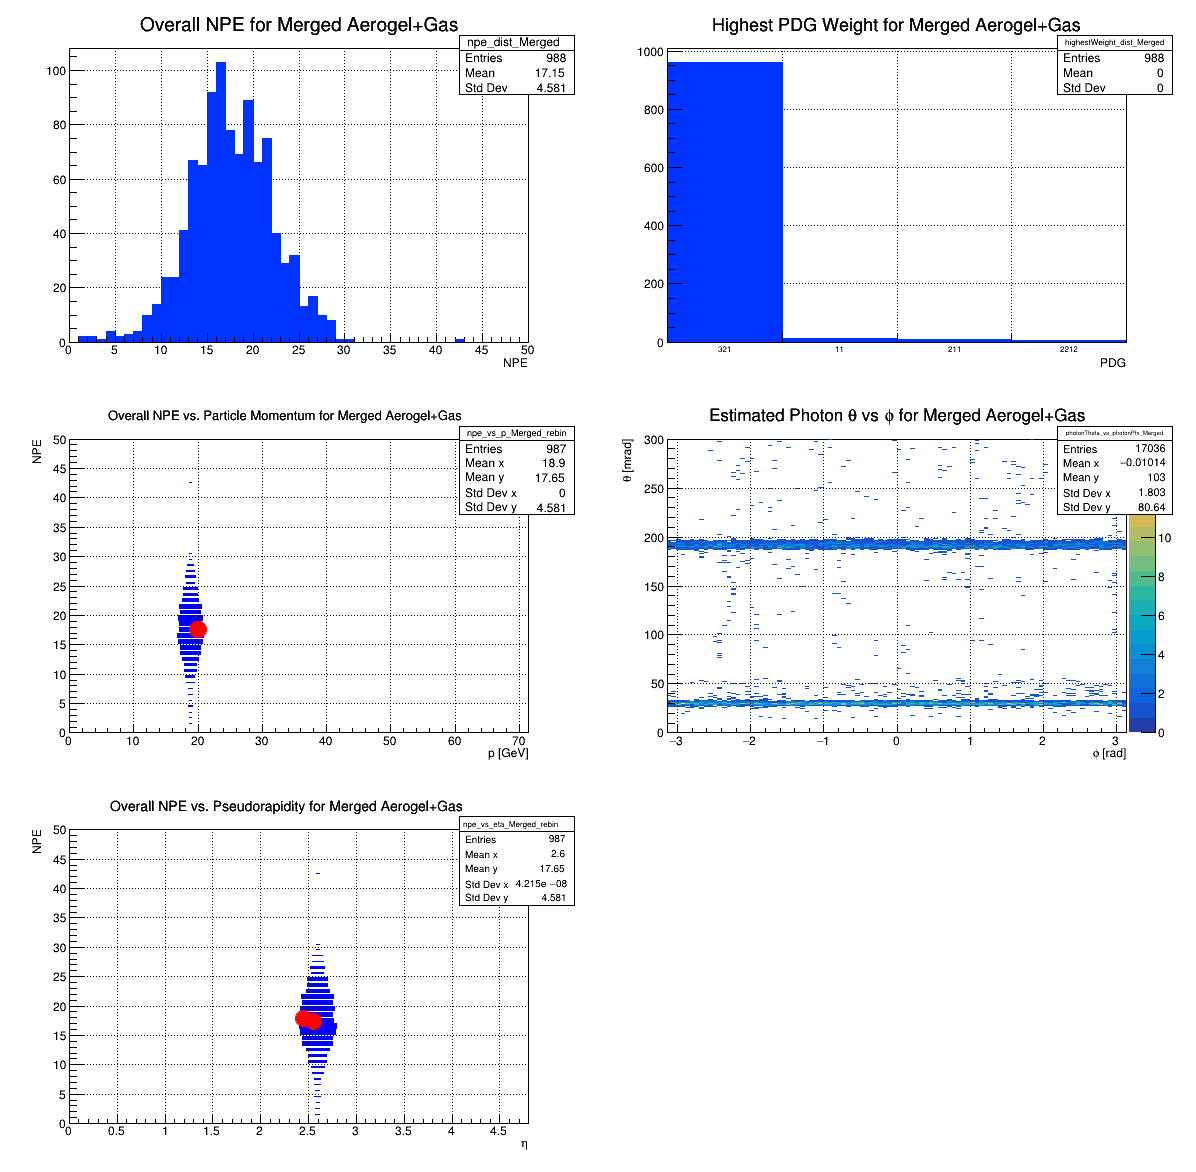 Overall NPE for Merged Aerogel+Gas
npe_dist_Merged
Entries 988
Mean 17.15
Std Dev 4.581
100
80
60
40
20
0
0 5 10 15 20 25 30 35 40 45 50
NPE
Highest PDG Weight for Merged Aerogel+Gas
highestWeight_dist_Merged
Entries 988
Mean 0
Std Dev 0
1000
800
600
400
200
0
321 11 211 2212
PDG
Overall NPE vs. Particle Momentum for Merged Aerogel+Gas
npe_vs_p_Merged_rebin
Entries 987
Mean x 18.9
Mean y 17.65
Std Dev x 0
Std Dev y 4.581
NPE
50
45
40
35
30
25
20
15
10
5
0
0 10 20 30 40 50 60 70
p [GeV]
Estimated Photon θ vs ϕ for Merged Aerogel+Gas
photonTheta_vs_photonPhi_Merged
Entries 17036
Mean x −0.01014
Mean y 103
Std Dev x 1.803
Std Dev y 80.64
θ [mrad]
300
250
200
150
100
50
0
−3 −2 −1 0 1 2 3
ϕ [rad]
10
8
6
4
2
0
Overall NPE vs. Pseudorapidity for Merged Aerogel+Gas
npe_vs_eta_Merged_rebin
Entries 987
Mean x 2.6
Mean y 17.65
Std Dev x 4.215e −08
Std Dev y 4.581
NPE
50
45
40
35
30
25
20
15
10
5
0
0 0.5 1 1.5 2 2.5 3 3.5 4 4.5
η